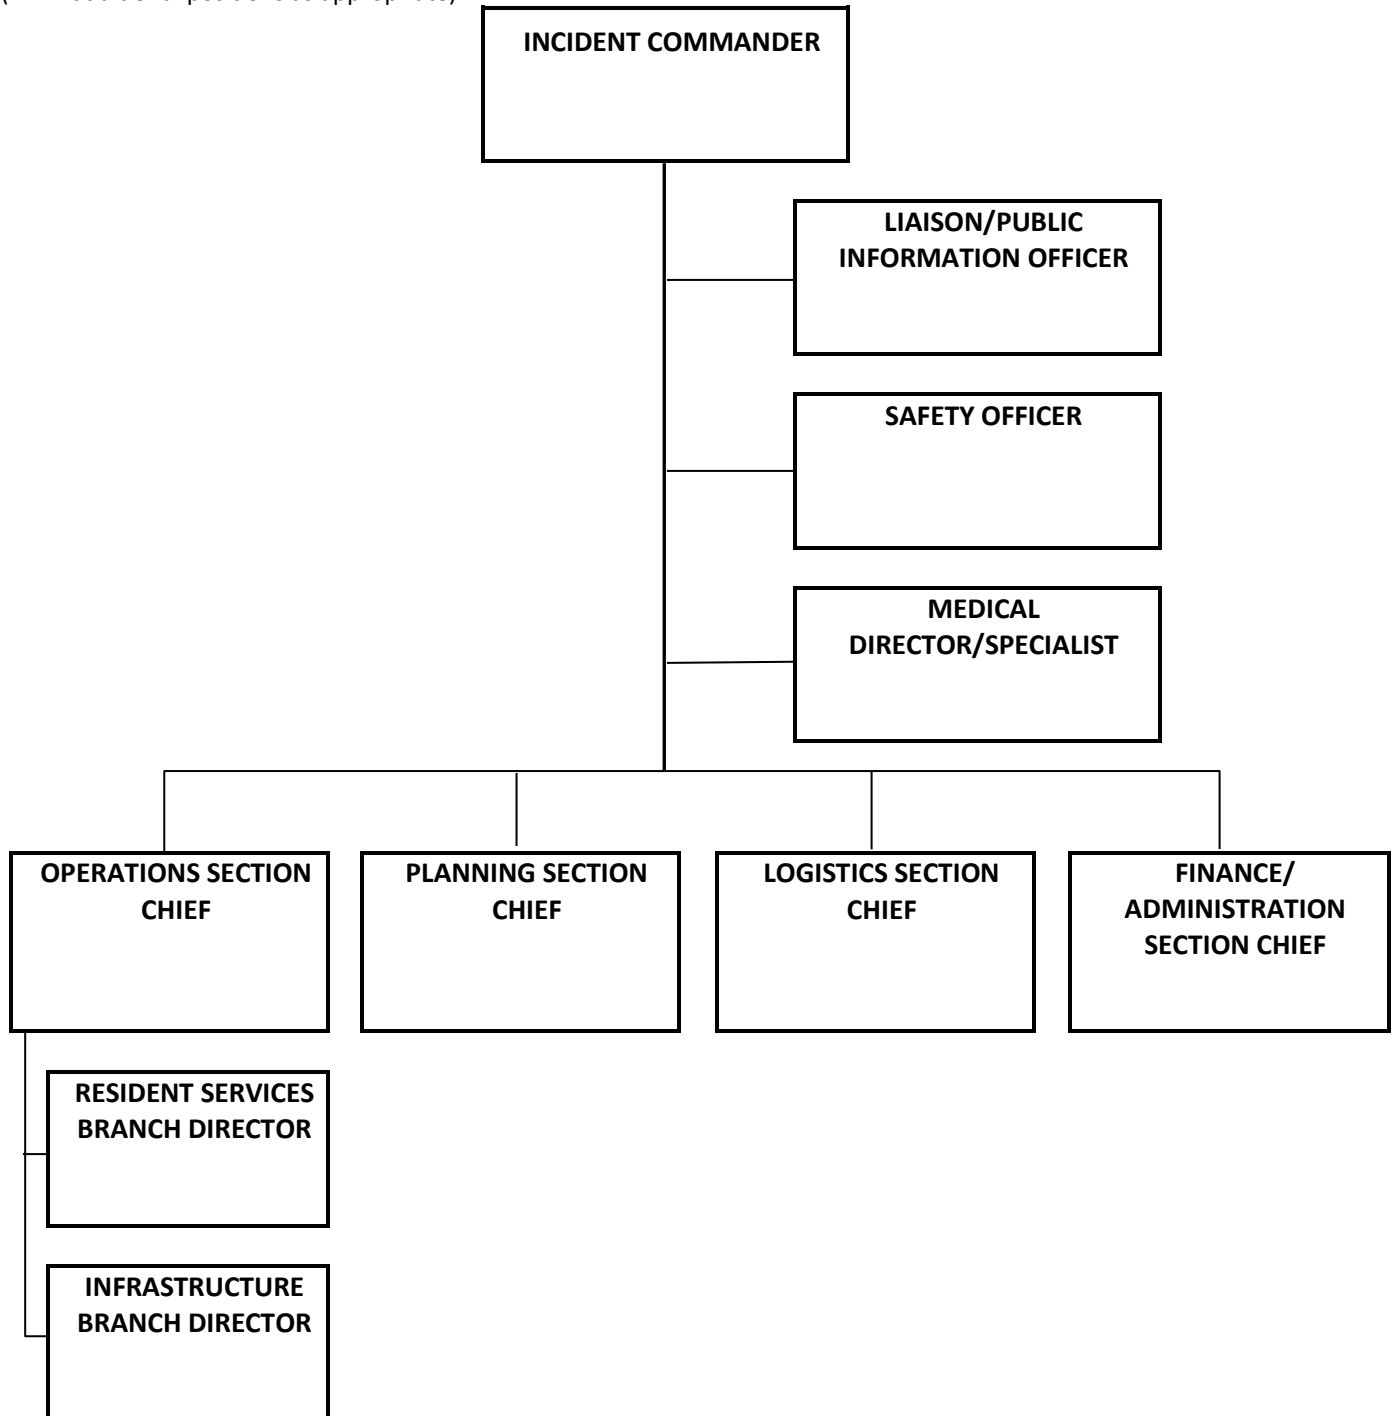 INCIDENT COMMANDER
LIAISON/PUBLIC
INFORMATION OFFICER
SAFETY OFFICER
MEDICAL
DIRECTOR/SPECIALIST
OPERATIONS SECTION
CHIEF
PLANNING SECTION
CHIEF
LOGISTICS SECTION
CHIEF
FINANCE/
ADMINISTRATION
SECTION CHIEF
RESIDENT SERVICES
BRANCH DIRECTOR
INFRASTRUCTURE
BRANCH DIRECTOR